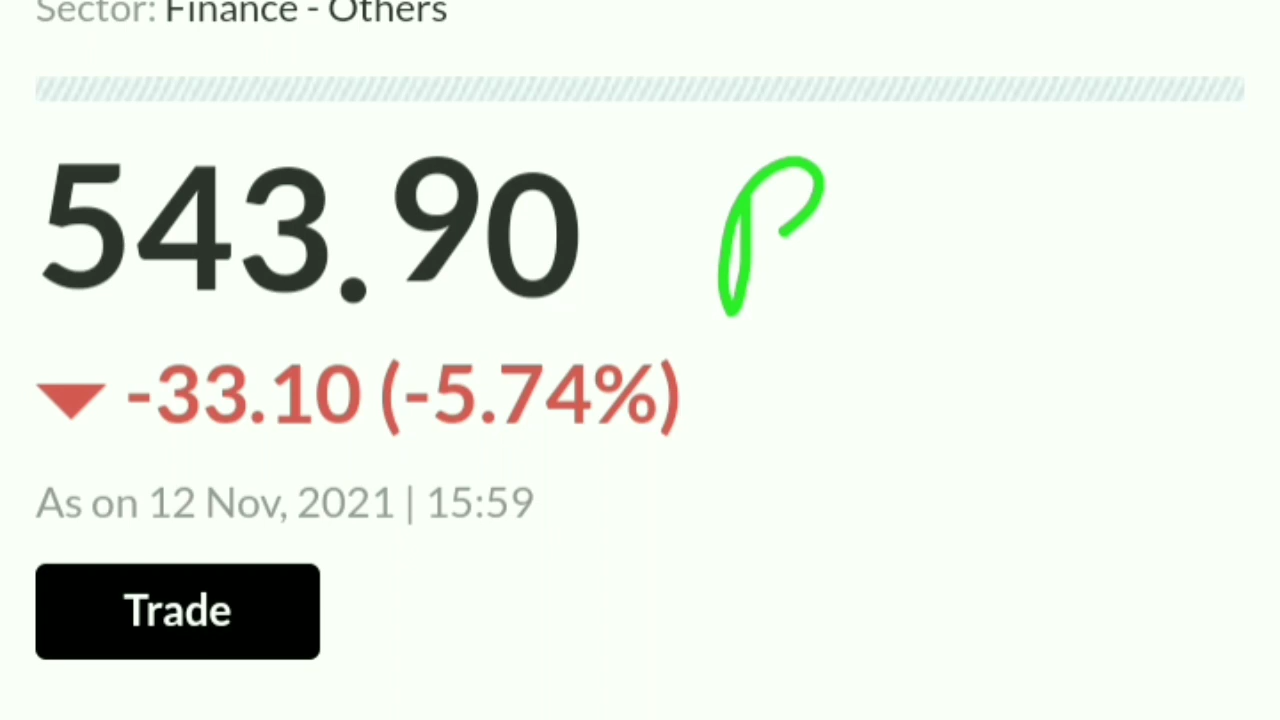 Sector: Finance - Others
543.90 P
-33.10 (-5.74%)
As on 12 Nov, 2021 | 15:59
Trade